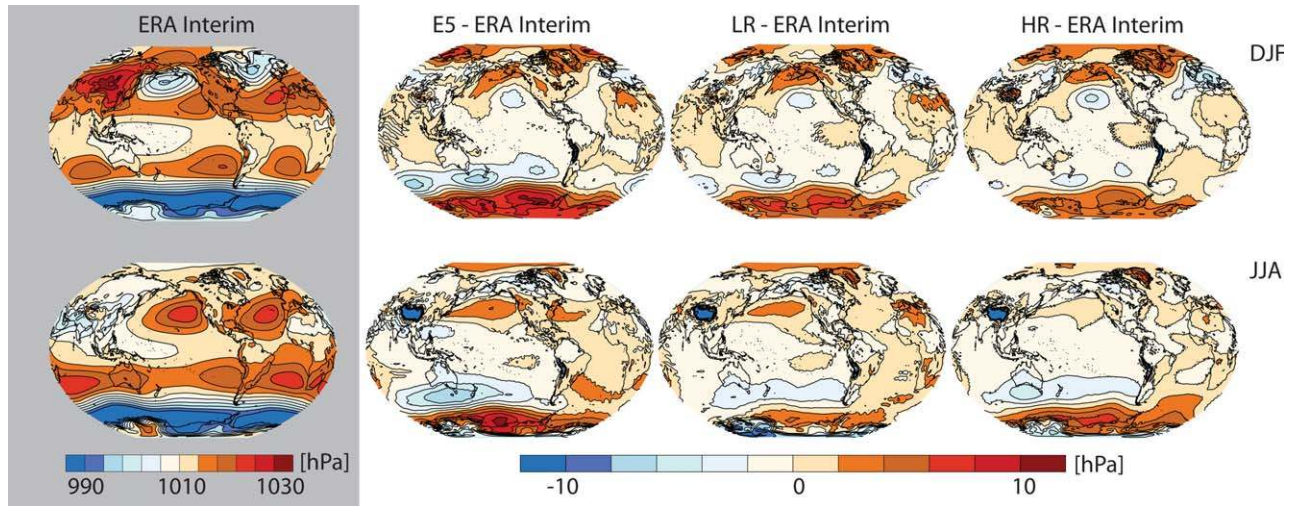 ERA Interim
E5 - ERA Interim
LR - ERA Interim
HR - ERA Interim
DJF
JJA
[hPa]
990
1010
1030
[hPa]
-10
0
10